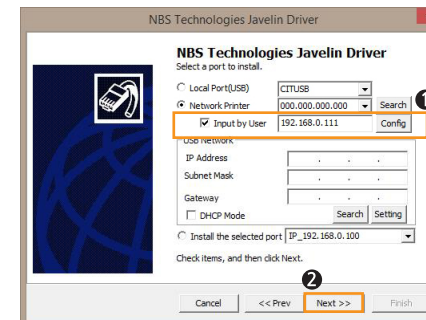 NBS Technologies Javelin Driver
NBS Technologies Javelin Driver
Select a port to install.
Local Port(USB) CITUSB
Network Printer 000.000.000.000 Search 1
Input by User 192.168.0.111 Config
USB Network
IP Address . . .
Subnet Mask . . .
Gateway . . .
DHCP Mode Search Setting
Install the selected port IP_192.168.0.100
Check items, and then click Next.
2
Cancel << Prev Next >> Finish